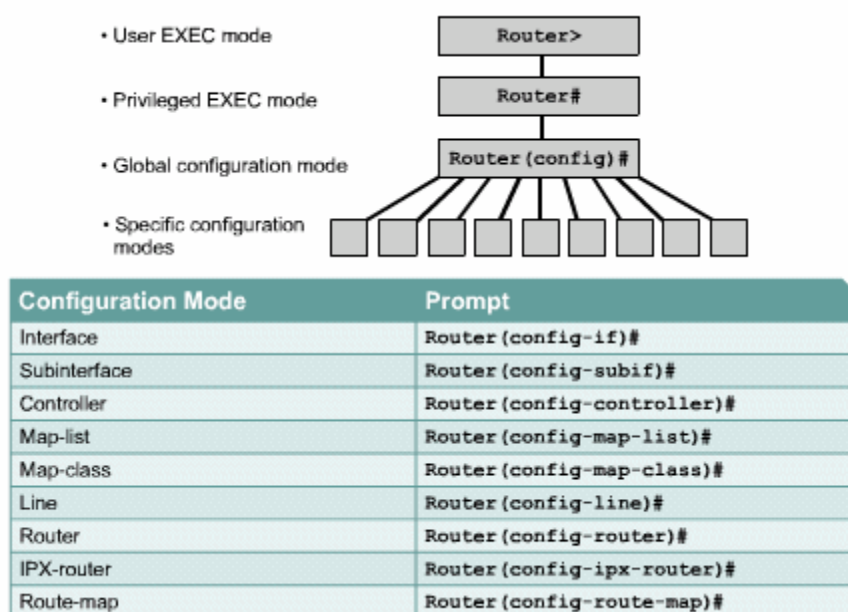 • User EXEC mode
Router>
• Privileged EXEC mode
Router#
• Global configuration mode
Router(config)#
• Specific configuration
modes
Configuration Mode Prompt
Interface Router(config-if)#
Subinterface Router(config-subif)#
Controller Router(config-controller)#
Map-list Router(config-map-list)#
Map-class Router(config-map-class)#
Line Router(config-line)#
Router Router(config-router)#
IPX-router Router(config-ipx-router)#
Route-map Router(config-route-map)#